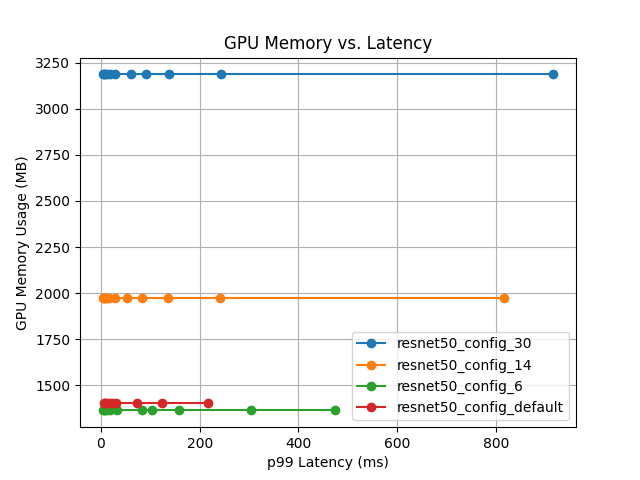 GPU Memory vs. Latency
GPU Memory Usage (MB)
3250
3000
2750
2500
2250
2000
1750
1500
resnet50_config_30
resnet50_config_14
resnet50_config_6
resnet50_config_default
0 200 400 600 800
p99 Latency (ms)